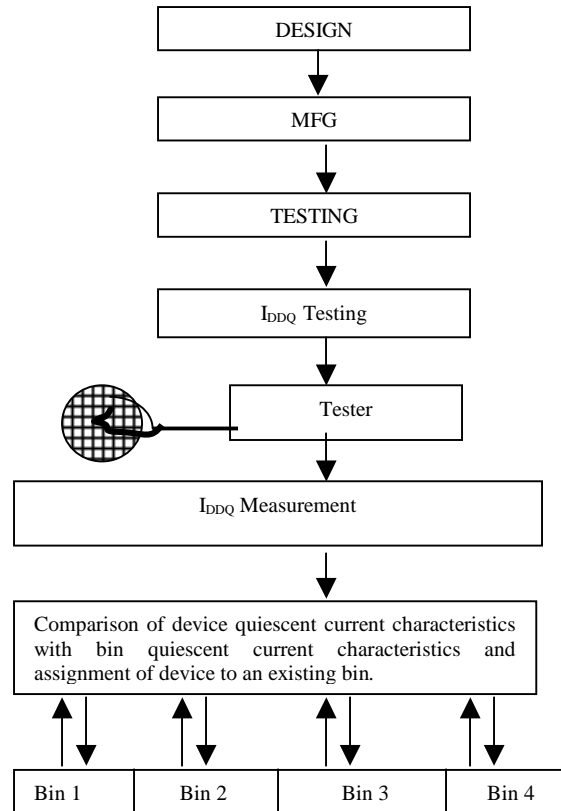 DESIGN
MFG
TESTING
IDDQ Testing
Tester
IDDQ Measurement
Comparison of device quiescent current characteristics
with bin quiescent current characteristics and
assignment of device to an existing bin.
Bin 1 Bin 2 Bin 3 Bin 4